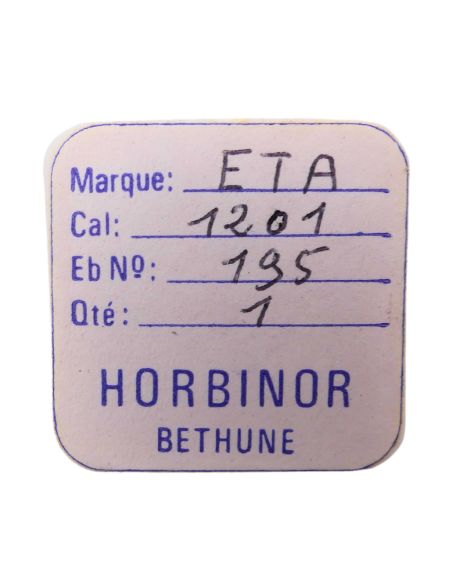 Marque: ETA
Cal: 1201
Eb Nº: 195
Qté: 1
HORBINOR
BETHUNE